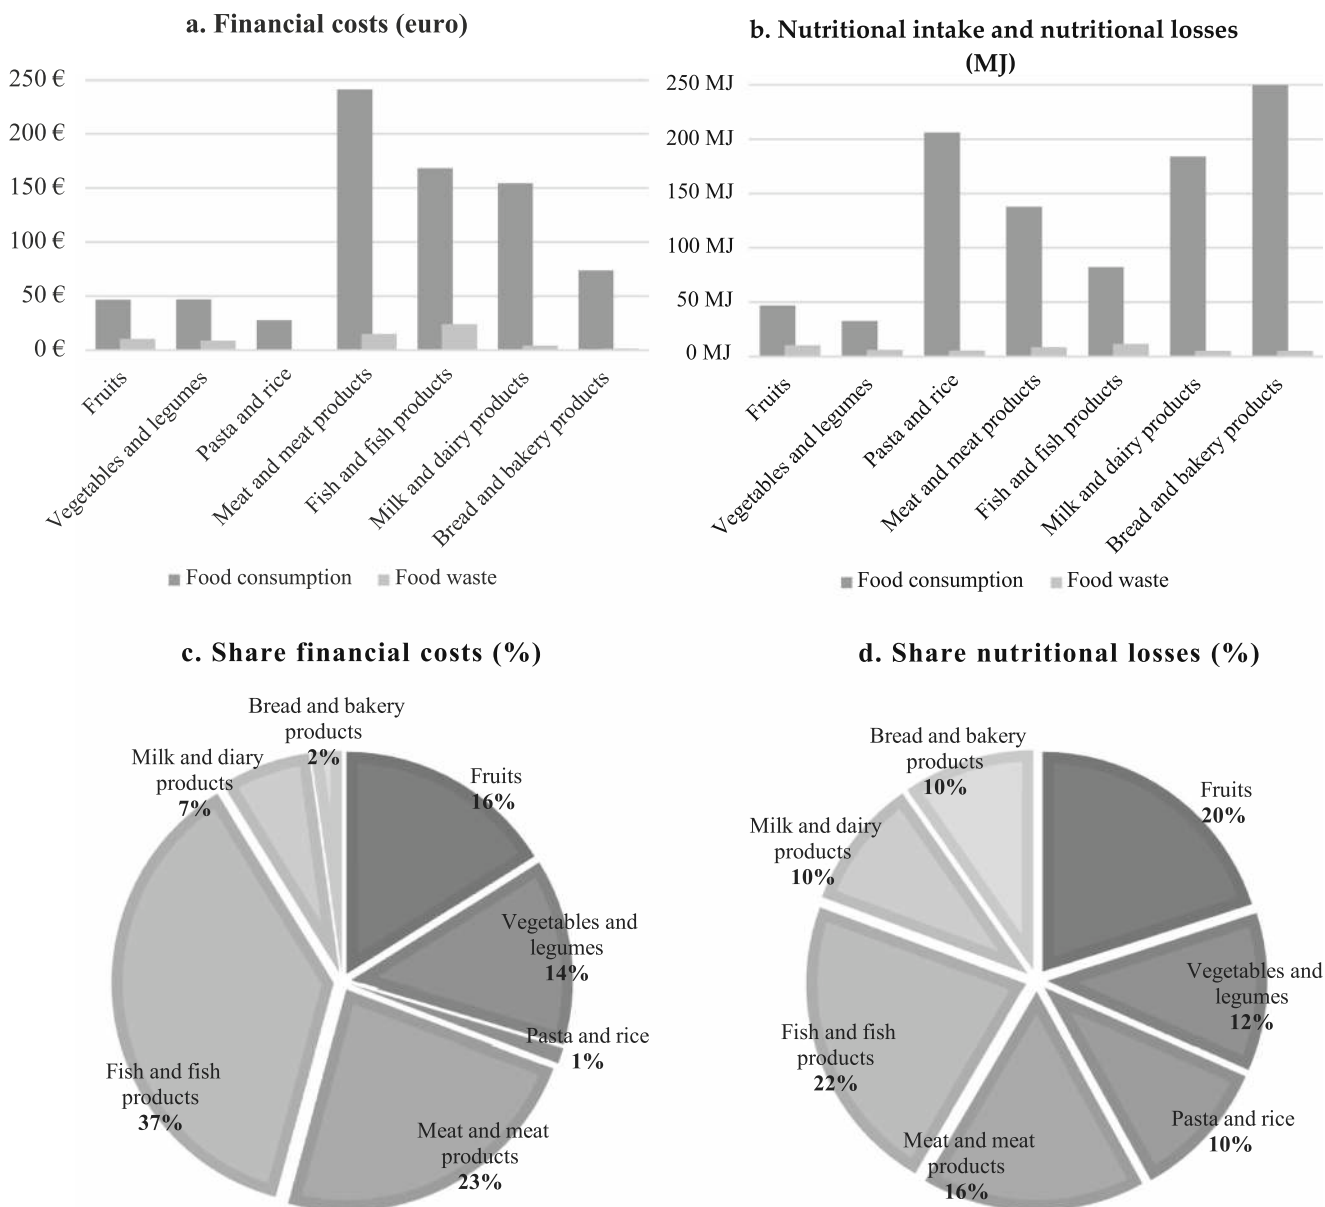 a. Financial costs (euro)
250 €
200 €
150 €
100 €
50 €
0 €
Fruits
Vegetables and legumes
Pasta and rice
Meat and meat products
Fish and fish products
Milk and dairy products
Bread and bakery products
Food consumption
Food waste
b. Nutritional intake and nutritional losses
(MJ)
250 MJ
200 MJ
150 MJ
100 MJ
50 MJ
0 MJ
Fruits
Vegetables and legumes
Pasta and rice
Meat and meat products
Fish and fish products
Milk and dairy products
Bread and bakery products
Food consumption
Food waste
c. Share financial costs (%)
Bread and bakery
products
2%
Milk and diary
products
7%
Fruits
16%
Vegetables and
legumes
14%
Pasta and rice
1%
Fish and fish
products
37%
Meat and meat
products
23%
d. Share nutritional losses (%)
Bread and bakery
products
10%
Fruits
20%
Milk and dairy
products
10%
Vegetables and
legumes
12%
Fish and fish
products
22%
Pasta and rice
10%
Meat and meat
products
16%